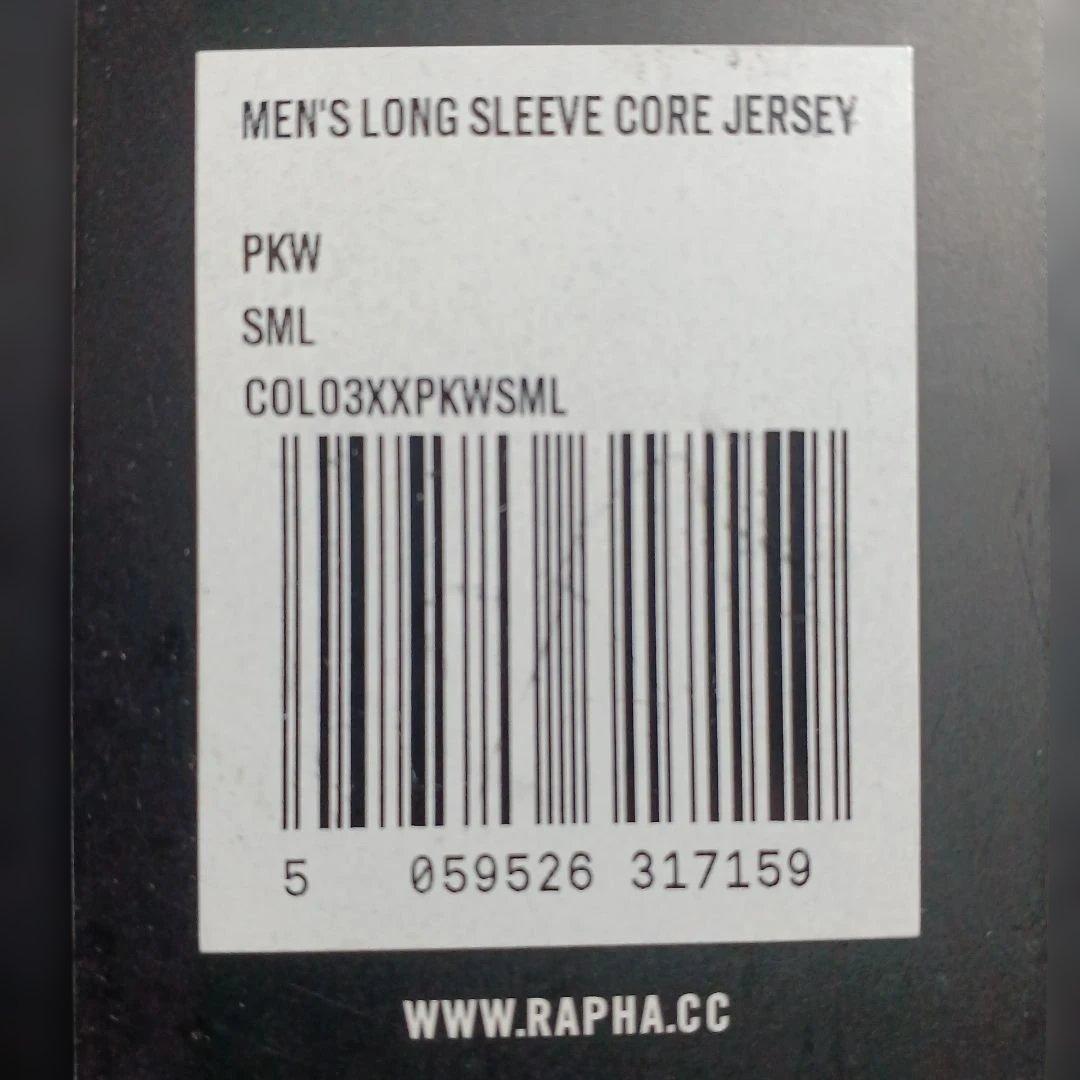 MEN'S LONG SLEEVE CORE JERSEY
PKW
SML
COL03XXPKWSML
5 059526 317159
WWW.RAPHA.CC